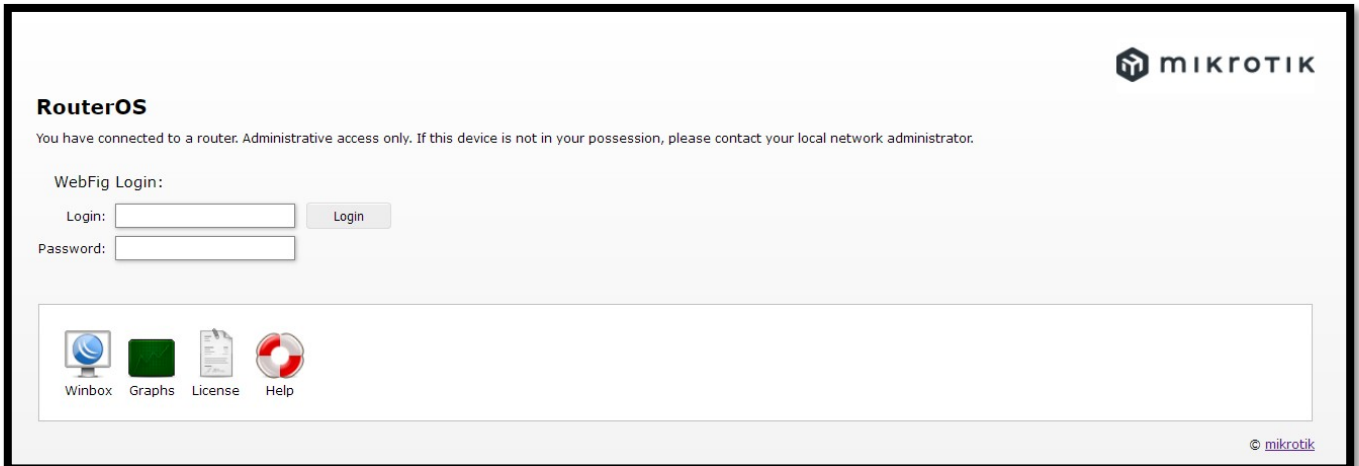 mikrotik
RouterOS
You have connected to a router. Administrative access only. If this device is not in your possession, please contact your local network administrator.
WebFig Login:
Login: Login
Password:
Winbox Graphs License Help
© mikrotik